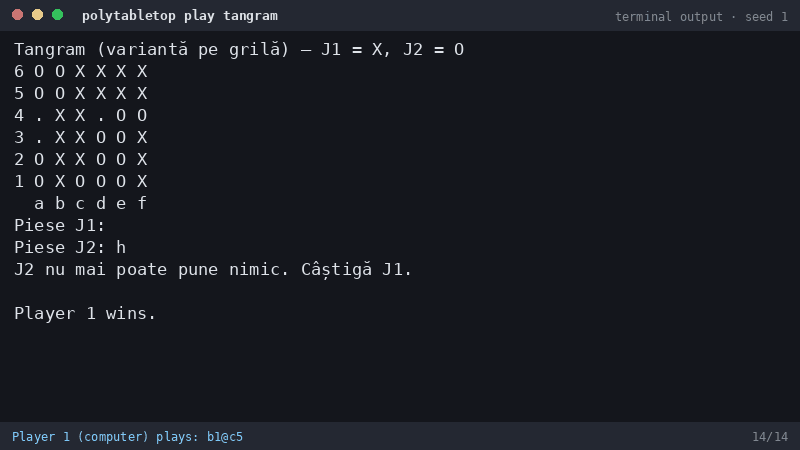 polytabletop play tangram
terminal output · seed 1
Tangram (variantă pe grilă) — J1 = X, J2 = O
6 O O X X X X
5 O O X X X X
4 . X X . O O
3 . X X O O X
2 O X X O O X
1 O X O O O X
a b c d e f
Piese J1:
Piese J2: h
J2 nu mai poate pune nimic. Câștigă J1.
Player 1 wins.
Player 1 (computer) plays: b1@c5
14/14